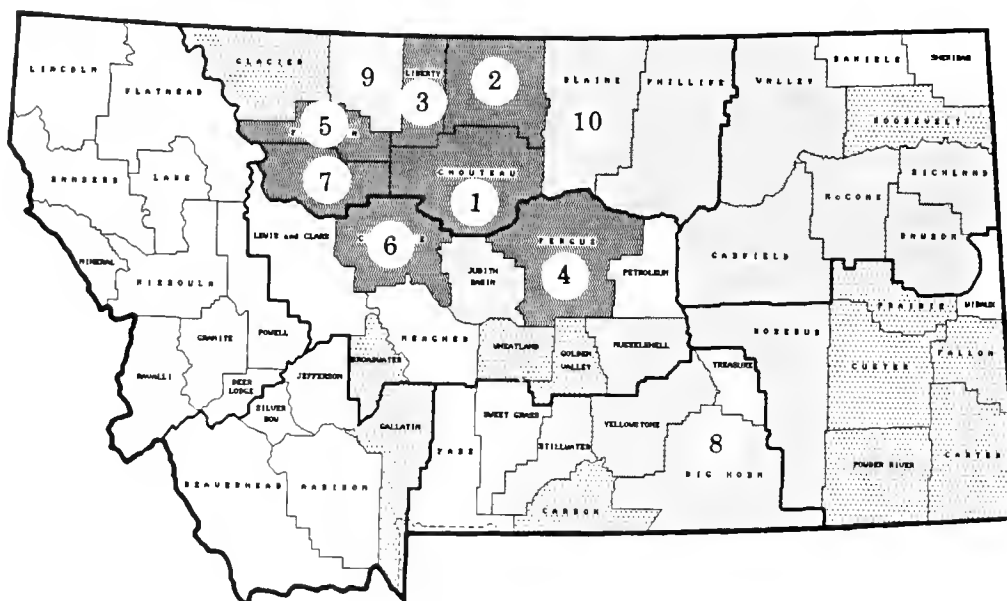 LINCOLN
FLATHEAD
GLACIER
9
LIBERTY
3
2
BLAINE
10
PHILLIPS
VALLEY
DANIELS
SHERIDAN
ROOSEVELT
SANDERS
LAKE
5
N
7
CHOUTEAU
1
McCONE
RICHLAND
DAWSON
GARFIELD
MINERAL
MISSOULA
LEWIS and CLARK
C E
6
JUDITH
BASIN
FERGUS
4
PETROLEUM
PRAIRIE
WIBAUX
GRANITE
POWELL
RAVALLI
DEER
LODGE
SILVER
BOW
JEFFERSON
BROADWATER
MEAGHER
WHEATLAND
GOLDEN
VALLEY
MUSSELSHELL
TREASURE
ROSEBUD
CUSTER
FALLON
GALLATIN
PARK
SWEET GRASS
STILLWATER
YELLOWSTONE
8
BIG HORN
POWDER RIVER
CARTER
BEAVERHEAD
MADISON
CARBON